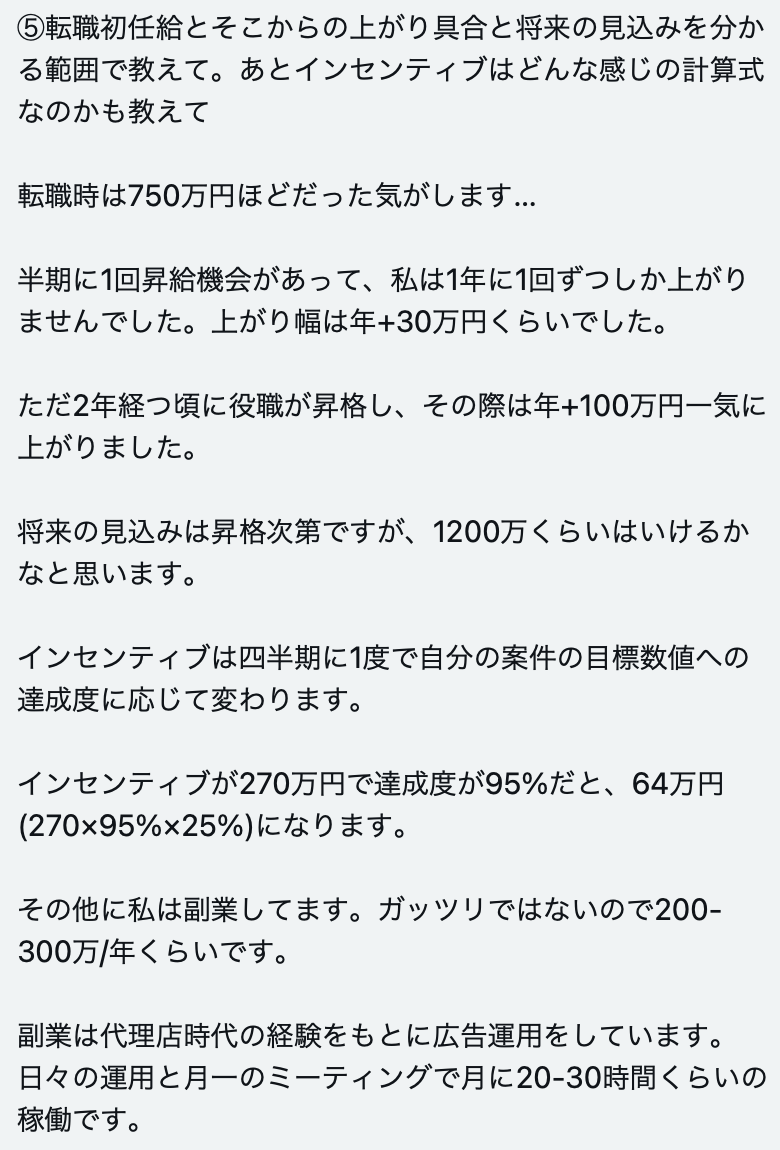 ⑤転職初任給とそこからの上がり具合と将来の見込みを分か
る範囲で教えて。あとインセンティブはどんな感じの計算式
なのかも教えて
転職時は750万円ほどだった気がします…
半期に1回昇給機会があって、私は1年に1回ずつしか上がり
ませんでした。上がり幅は年+30万円くらいでした。
ただ2年経つ頃に役職が昇格し、その際は年+100万円一気に
上がりました。
将来の見込みは昇格次第ですが、1200万くらいはいけるか
なと思います。
インセンティブは四半期に1度で自分の案件の目標数値への
達成度に応じて変わります。
インセンティブが270万円で達成度が95%だと、64万円
(270×95%×25%)になります。
その他に私は副業してます。ガッツリではないので200-
300万/年くらいです。
副業は代理店時代の経験をもとに広告運用をしています。
日々の運用と月一のミーティングで月に20-30時間くらいの
稼働です。